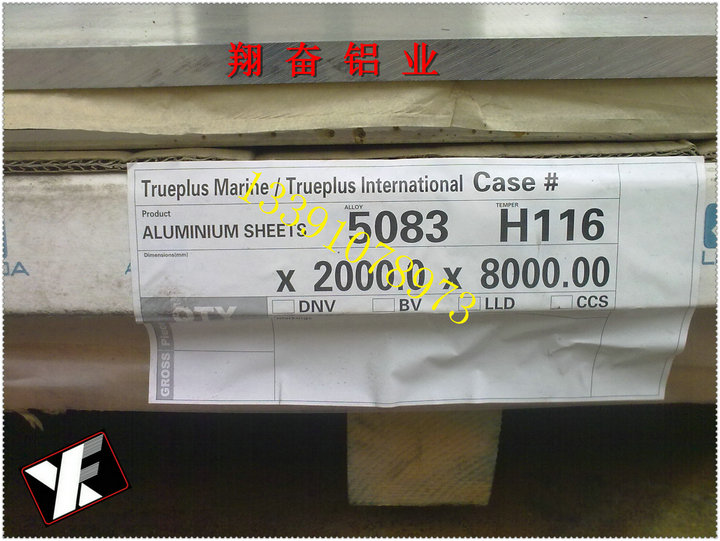 翔奋铝业
Trueplus Marine / Trueplus International Case #
Product
ALUMINIUM SHEETS
ALLOY
5083
TEMPER
H116
Dimensions(mm)
x 2000.0 x 8000.00
13391078973
QTY
DNV BV LLD CCS
GROSS